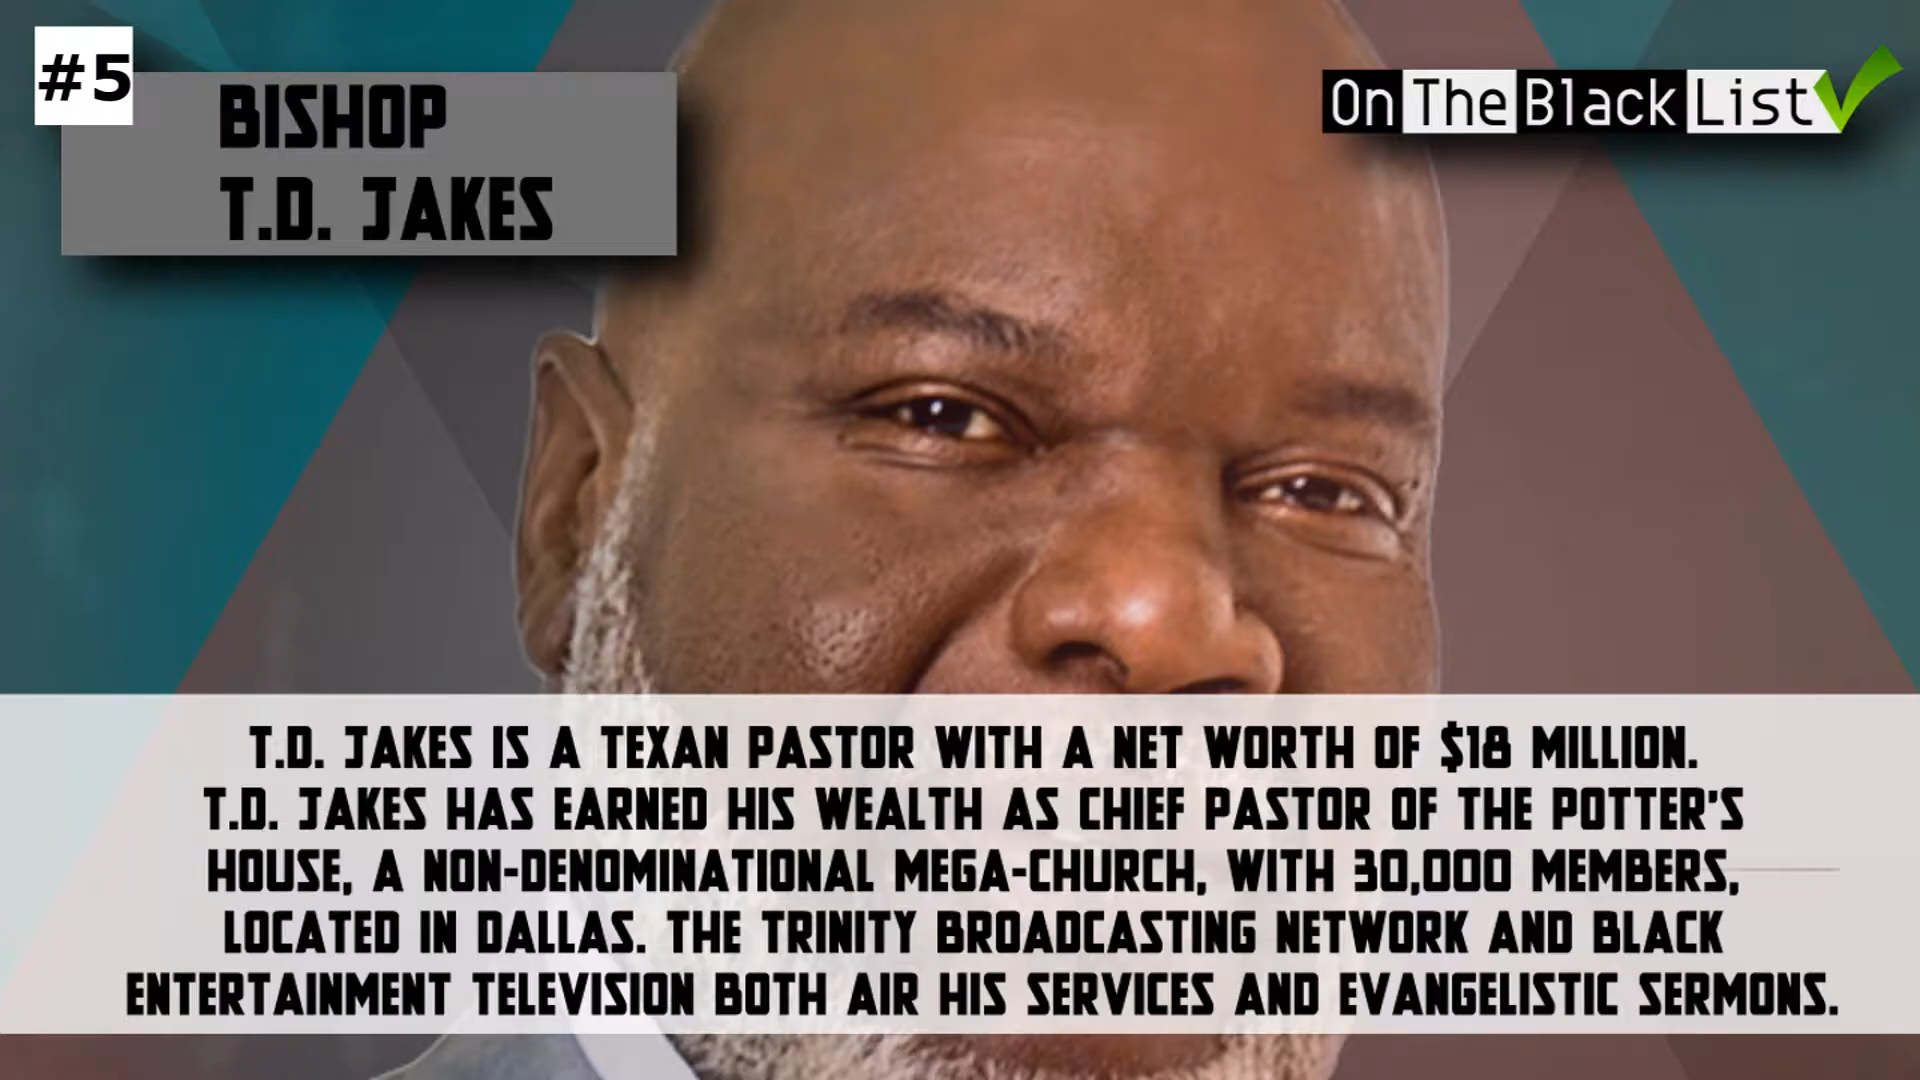 #5
BISHOP
T.D. JAKES
OnTheBlackList
T.D. JAKES IS A TEXAN PASTOR WITH A NET WORTH OF $18 MILLION.
T.D. JAKES HAS EARNED HIS WEALTH AS CHIEF PASTOR OF THE POTTER'S
HOUSE, A NON-DENOMINATIONAL MEGA-CHURCH, WITH 30,000 MEMBERS,
LOCATED IN DALLAS. THE TRINITY BROADCASTING NETWORK AND BLACK
ENTERTAINMENT TELEVISION BOTH AIR HIS SERVICES AND EVANGELISTIC SERMONS.